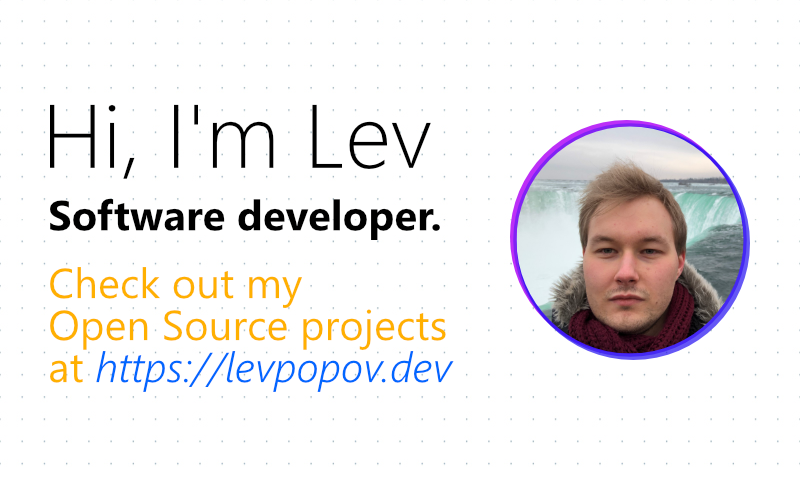 Hi, I'm Lev
Software developer.
Check out my
Open Source projects
at https://levpopov.dev